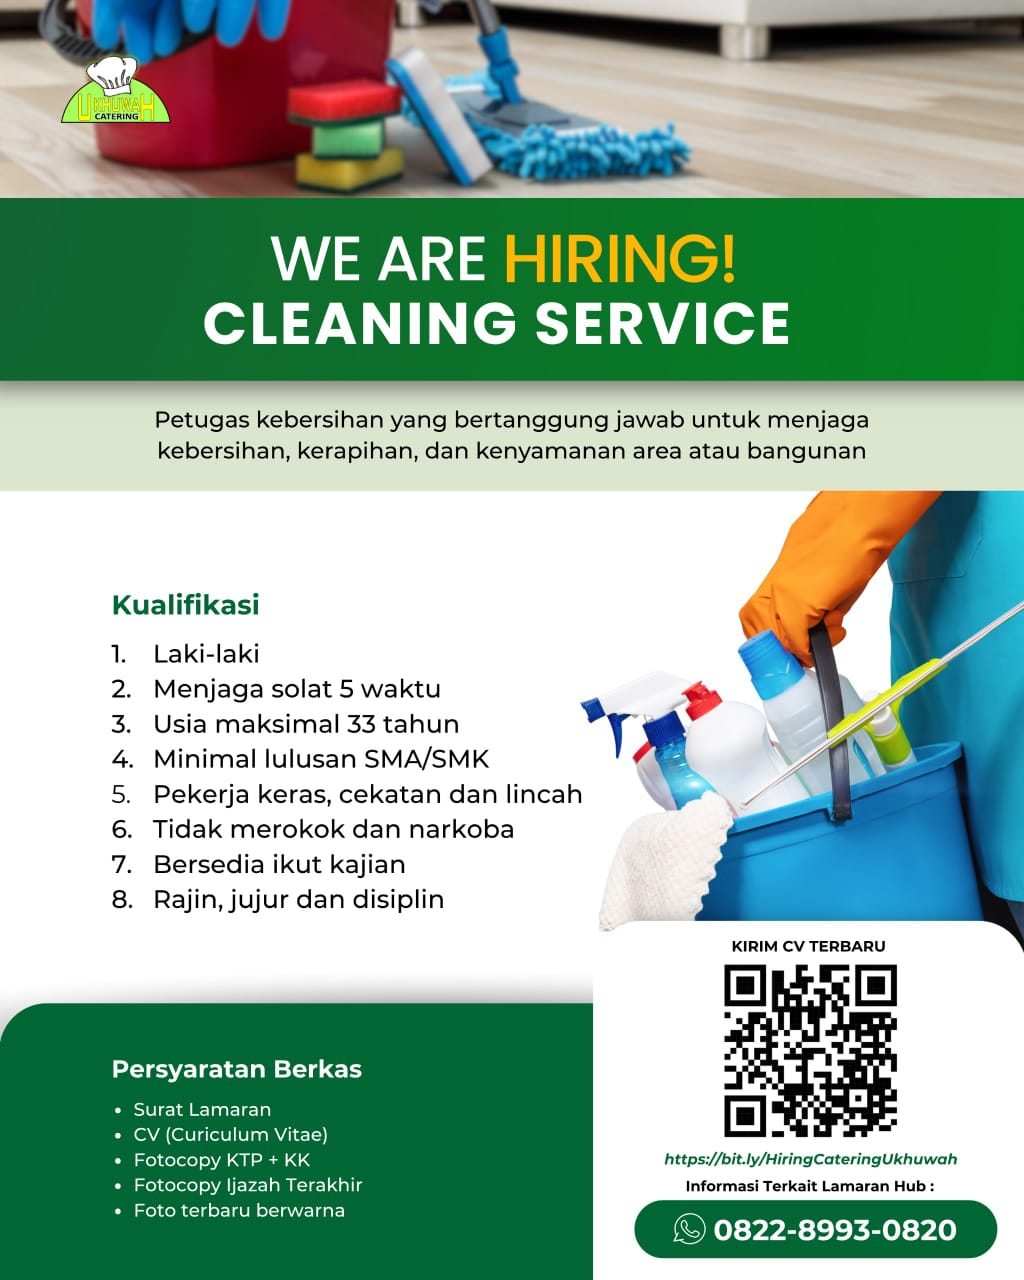 UKHUWAH
CATERING
WE ARE HIRING!
CLEANING SERVICE
Petugas kebersihan yang bertanggung jawab untuk menjaga
kebersihan, kerapihan, dan kenyamanan area atau bangunan
Kualifikasi
1. Laki-laki
2. Menjaga solat 5 waktu
3. Usia maksimal 33 tahun
4. Minimal lulusan SMA/SMK
5. Pekerja keras, cekatan dan lincah
6. Tidak merokok dan narkoba
7. Bersedia ikut kajian
8. Rajin, jujur dan disiplin
Persyaratan Berkas
• Surat Lamaran
• CV (Curiculum Vitae)
• Fotocopy KTP + KK
• Fotocopy Ijazah Terakhir
• Foto terbaru berwarna
KIRIM CV TERBARU
https://bit.ly/HiringCateringUkhuwah
Informasi Terkait Lamaran Hub :
0822-8993-0820